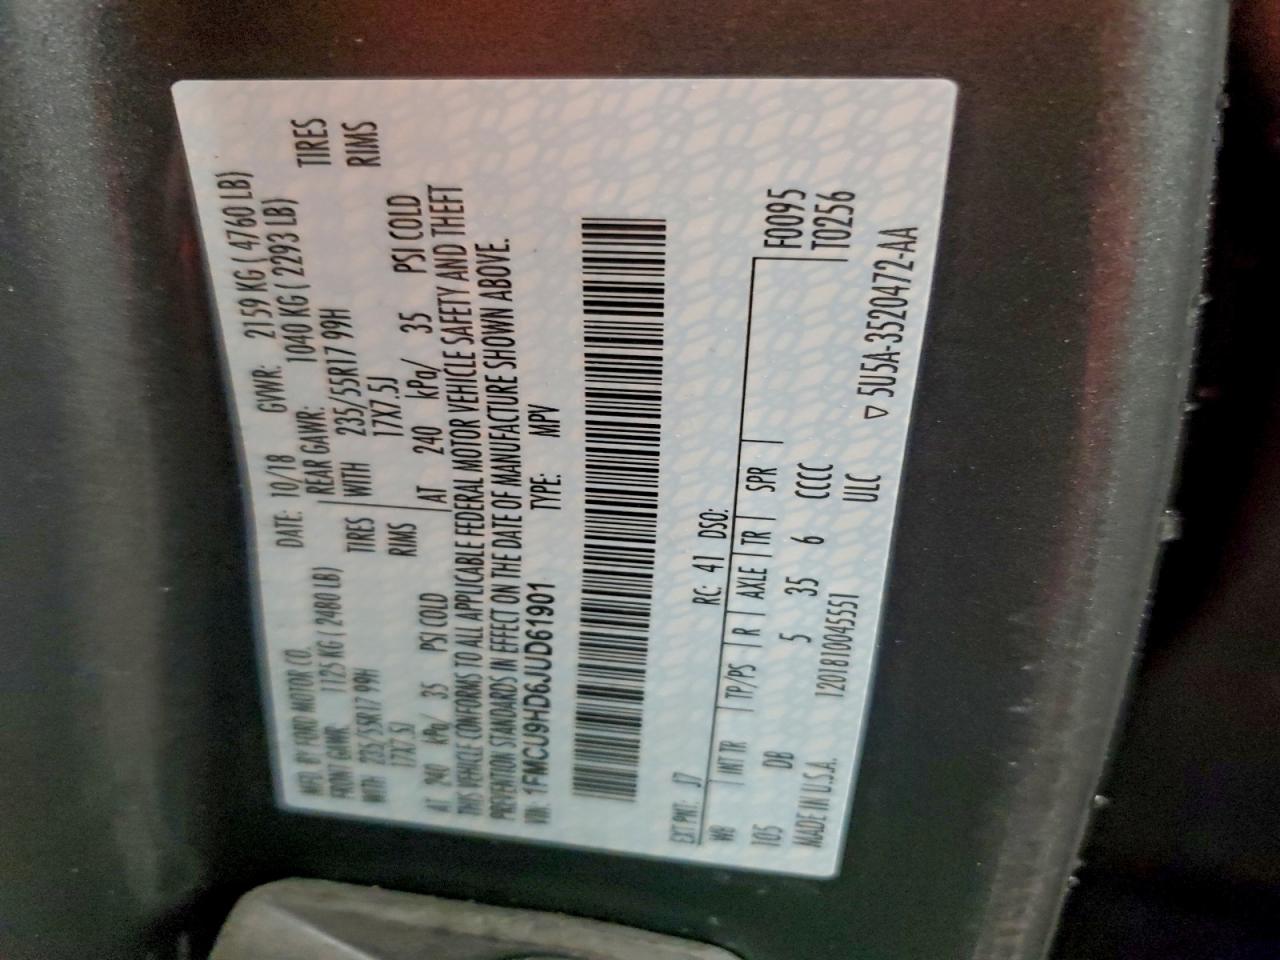 MFD. BY FORD MOTOR CO.
DATE: 10/18 GVWR: 2159 KG ( 4760 LB)
FRONT GAWR: 1125 KG ( 2480 LB) REAR GAWR: 1040 KG ( 2293 LB)
WITH 235/55R17 99H TIRES WITH 235/55R17 99H TIRES
17X7.5J RIMS 17X7.5J RIMS
AT 240 kPa/ 35 PSI COLD AT 240 kPa/ 35 PSI COLD
THIS VEHICLE CONFORMS TO ALL APPLICABLE FEDERAL MOTOR VEHICLE SAFETY AND THEFT
PREVENTION STANDARDS IN EFFECT ON THE DATE OF MANUFACTURE SHOWN ABOVE.
VIN: 1FMCU9HD6JUD61901 TYPE: MPV
EXT PNT: J7 RC: 41 DSO:
WB INT TR TP/PS R AXLE TR SPR F0095
105 DB 5 35 6 CCCC T0256
MADE IN U.S.A. 120181004555 1 ULC
▽ 5U5A-3520472-AA